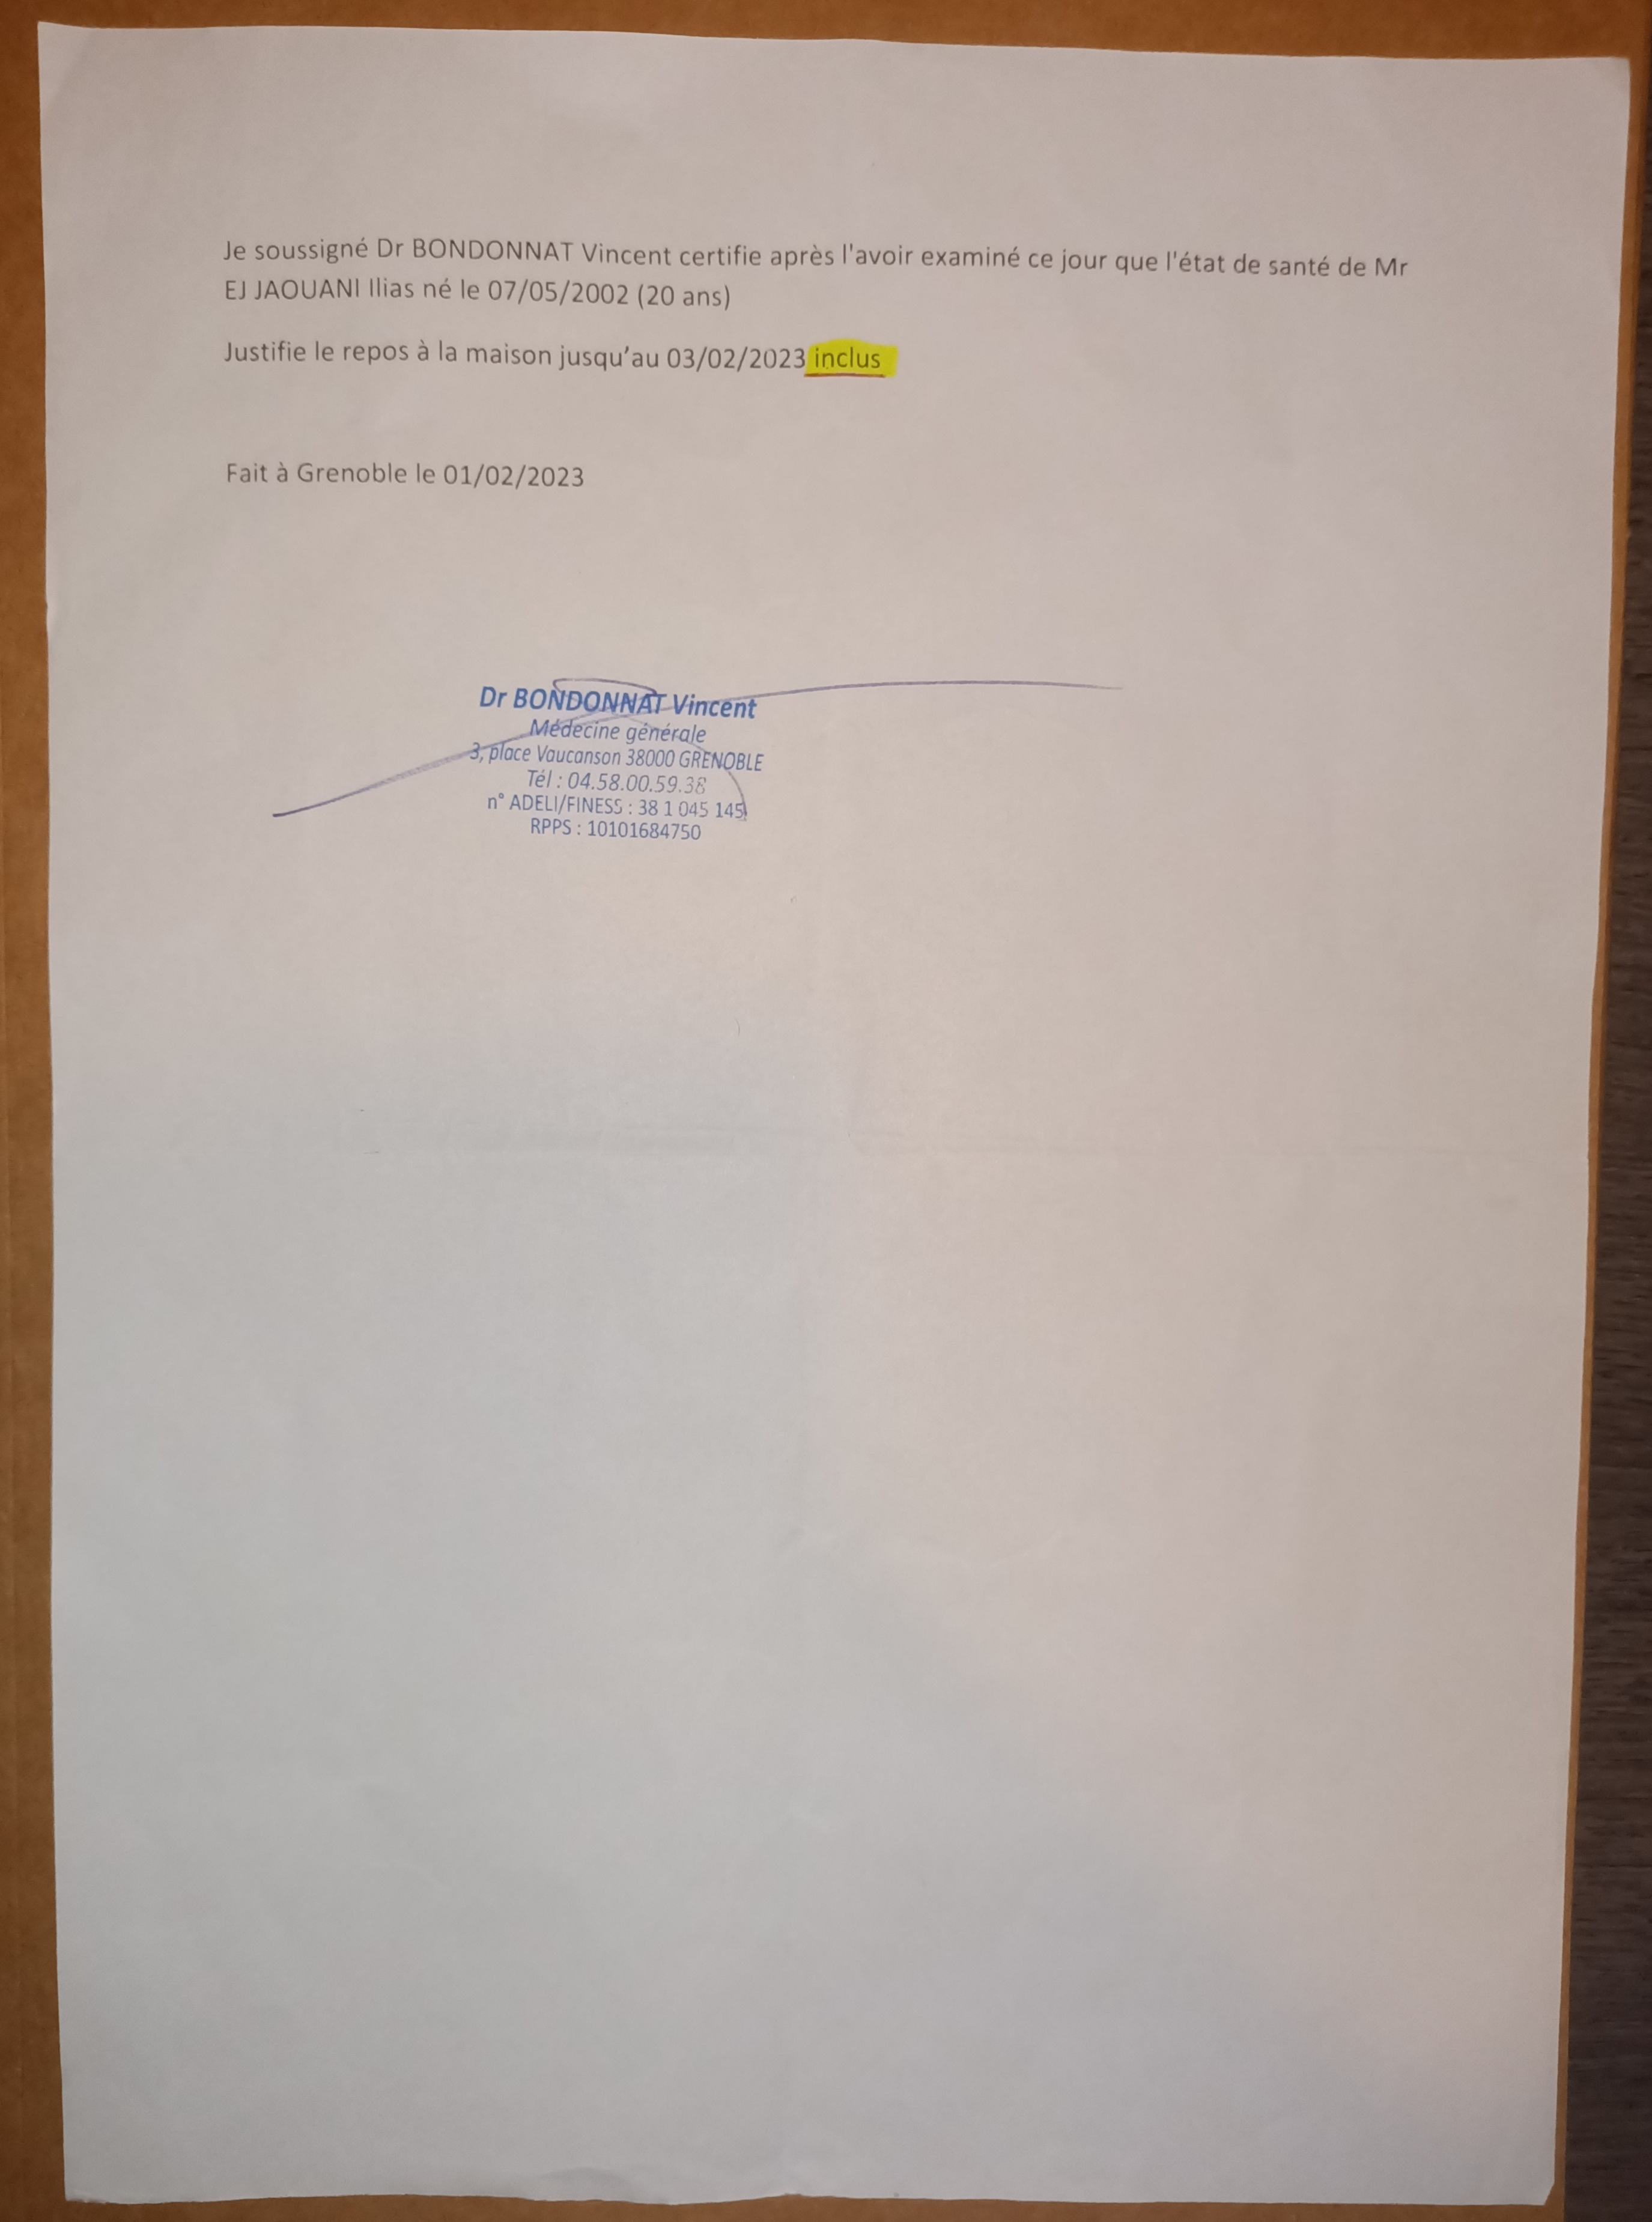 Je soussigné Dr BONDONNAT Vincent certifie après l'avoir examiné ce jour que l'état de santé de Mr
EJ JAOUANI Ilias né le 07/05/2002 (20 ans)
Justifie le repos à la maison jusqu'au 03/02/2023 inclus
Fait à Grenoble le 01/02/2023
Dr BONDONNAT Vincent
Médecine générale
3, place Vaucanson 38000 GRENOBLE
Tél : 04.58.00.59.38
n° ADELI/FINESS : 38 1 045 145
RPPS : 10101684750